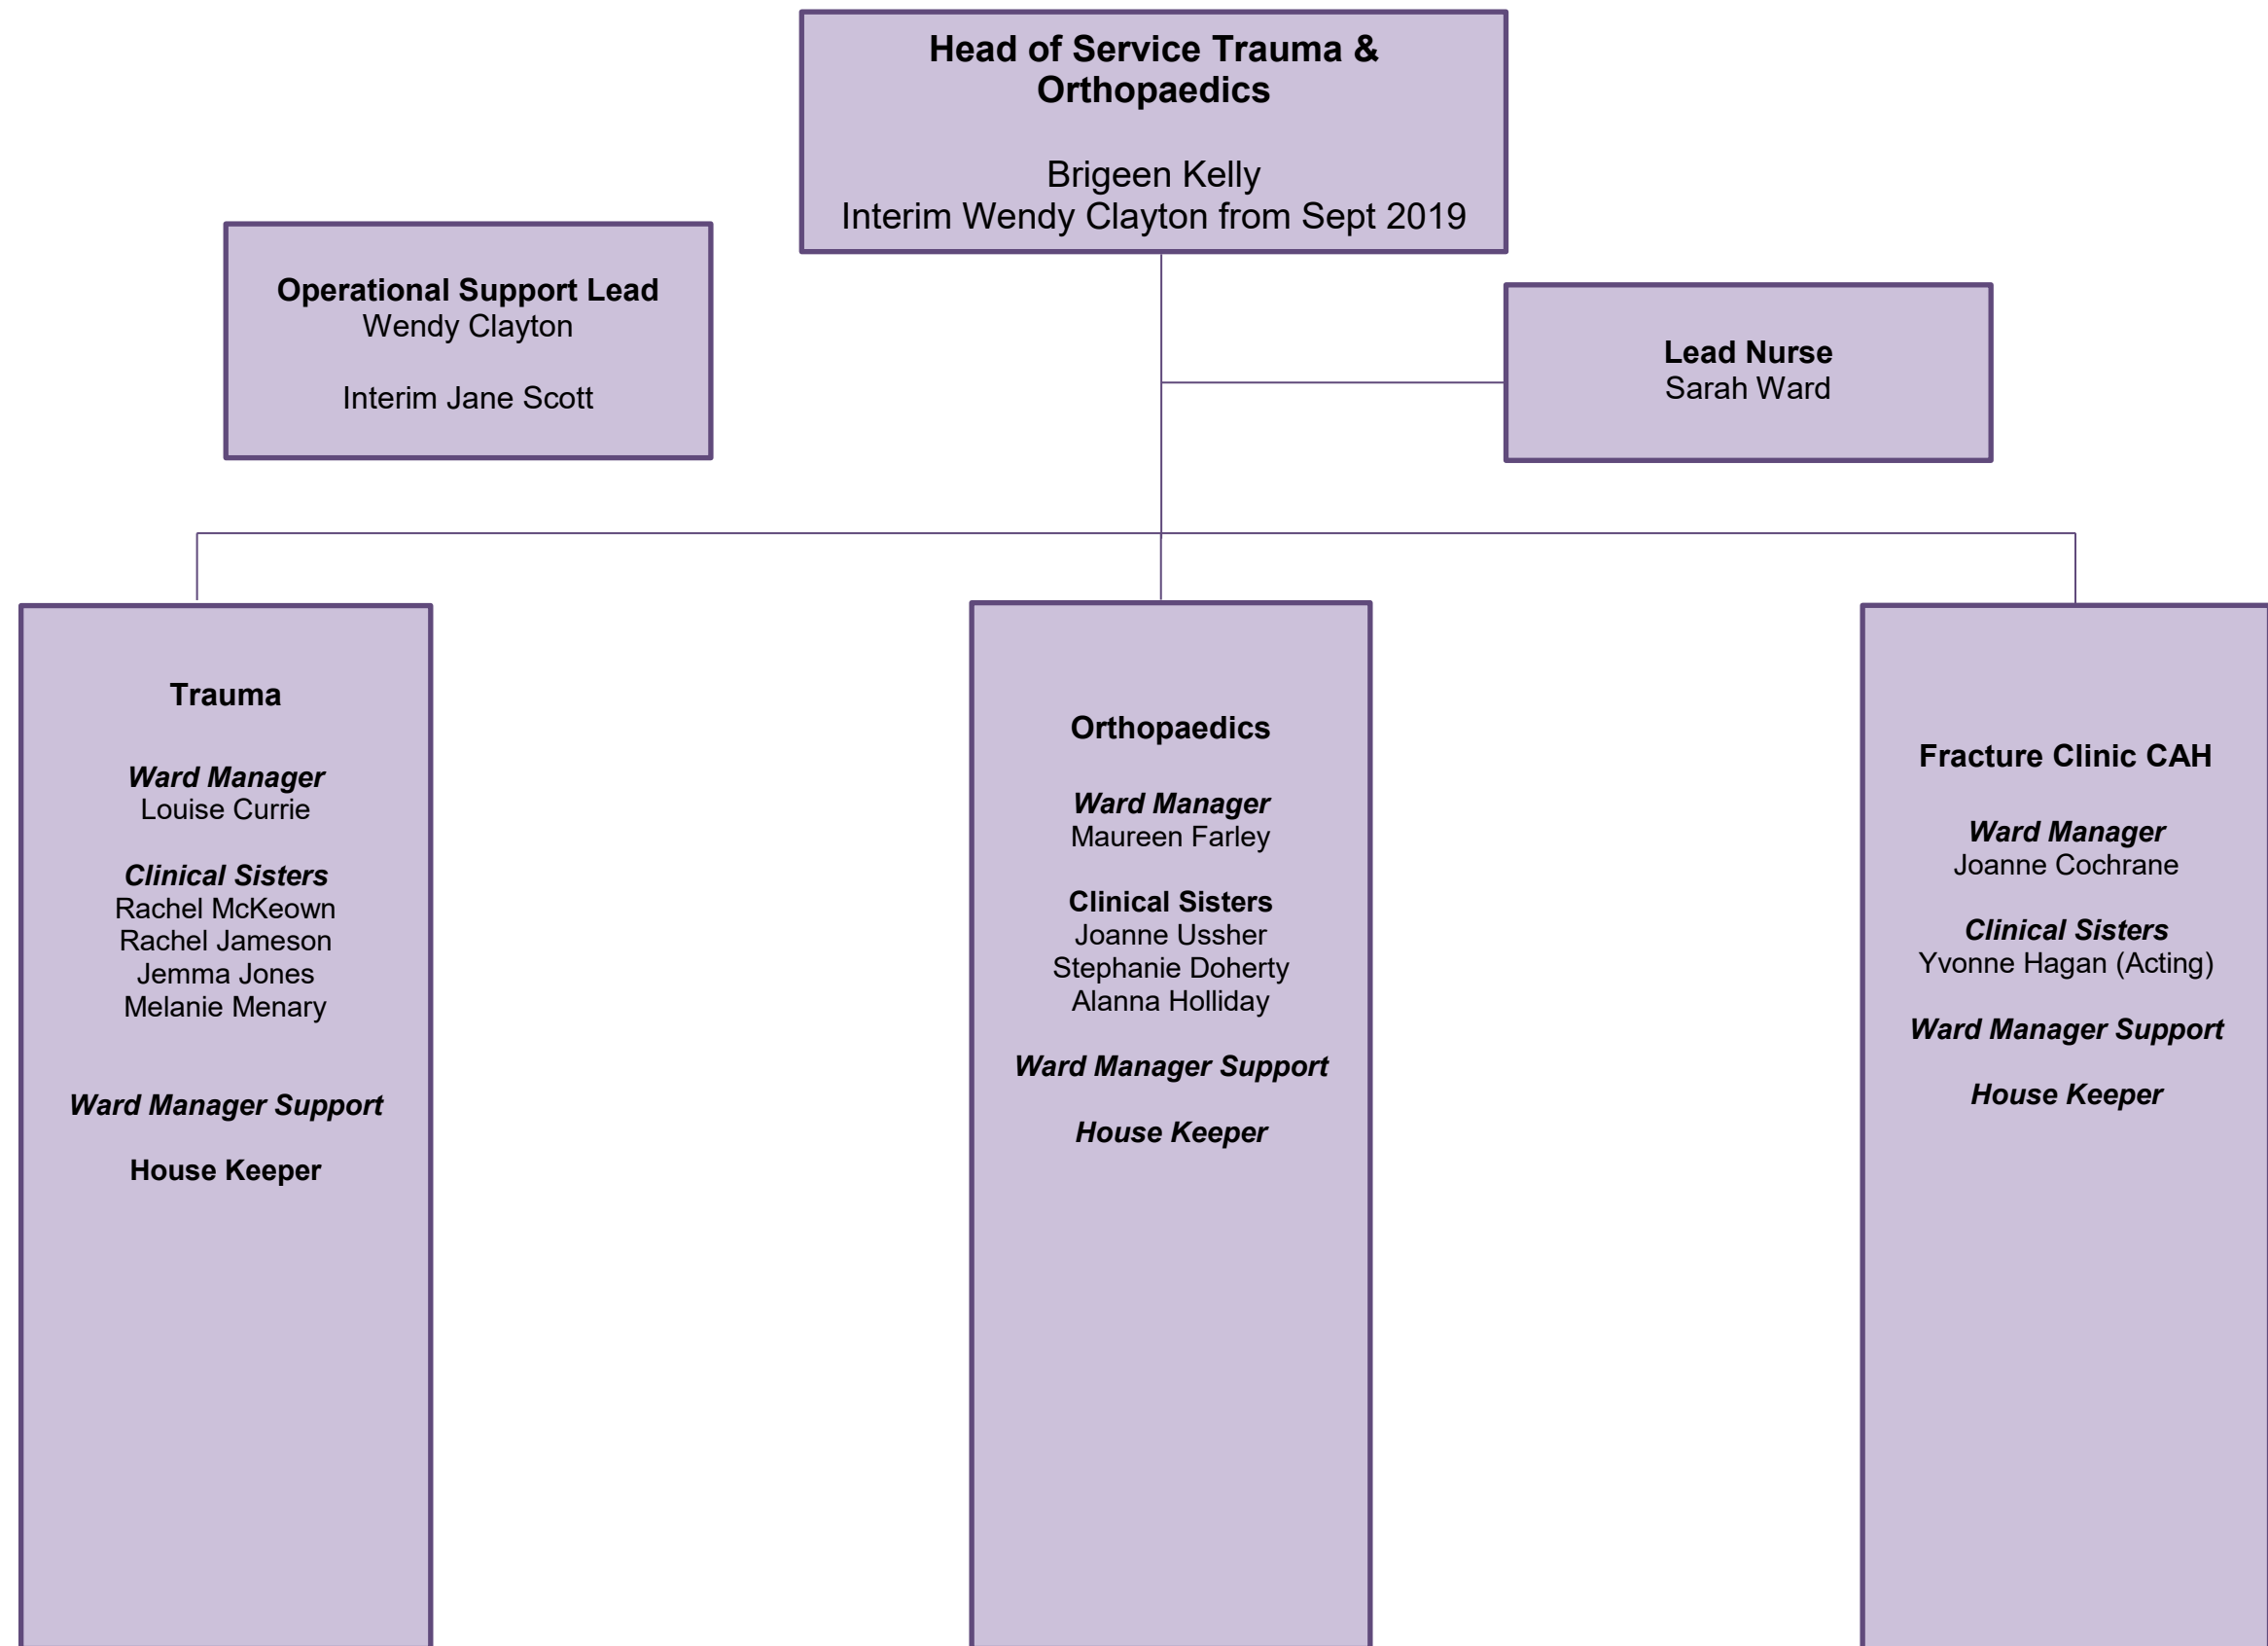 Head of Service Trauma &
Orthopaedics
Brigeen Kelly
Interim Wendy Clayton from Sept 2019
Operational Support Lead
Wendy Clayton
Interim Jane Scott
Lead Nurse
Sarah Ward
Trauma
Ward Manager
Louise Currie
Clinical Sisters
Rachel McKeown
Rachel Jameson
Jemma Jones
Melanie Menary
Ward Manager Support
House Keeper
Orthopaedics
Ward Manager
Maureen Farley
Clinical Sisters
Joanne Ussher
Stephanie Doherty
Alanna Holliday
Ward Manager Support
House Keeper
Fracture Clinic CAH
Ward Manager
Joanne Cochrane
Clinical Sisters
Yvonne Hagan (Acting)
Ward Manager Support
House Keeper